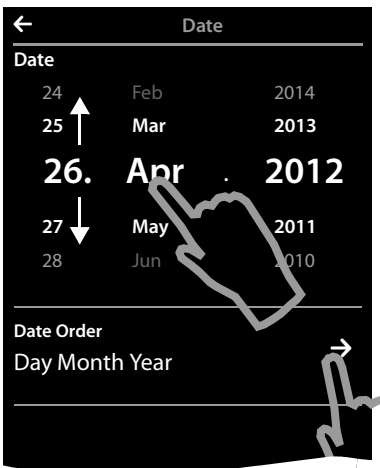 Date
Date
24 Feb 2014
25 Mar 2013
26. Apr . 2012
27 May 2011
28 Jun 2010
Date Order
Day Month Year